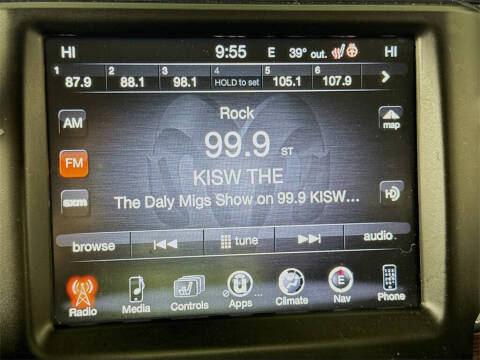 HI 9:55 E 39° out. HI
1 87.9 2 88.1 3 98.1 4 HOLD to set 5 105.1 6 107.9
AM Rock map
99.9 ST
FM KISW THE
sxm The Daly Migs Show on 99.9 KISW... HD
browse tune audio
Radio Media Controls Apps ... Climate E Nav Phone